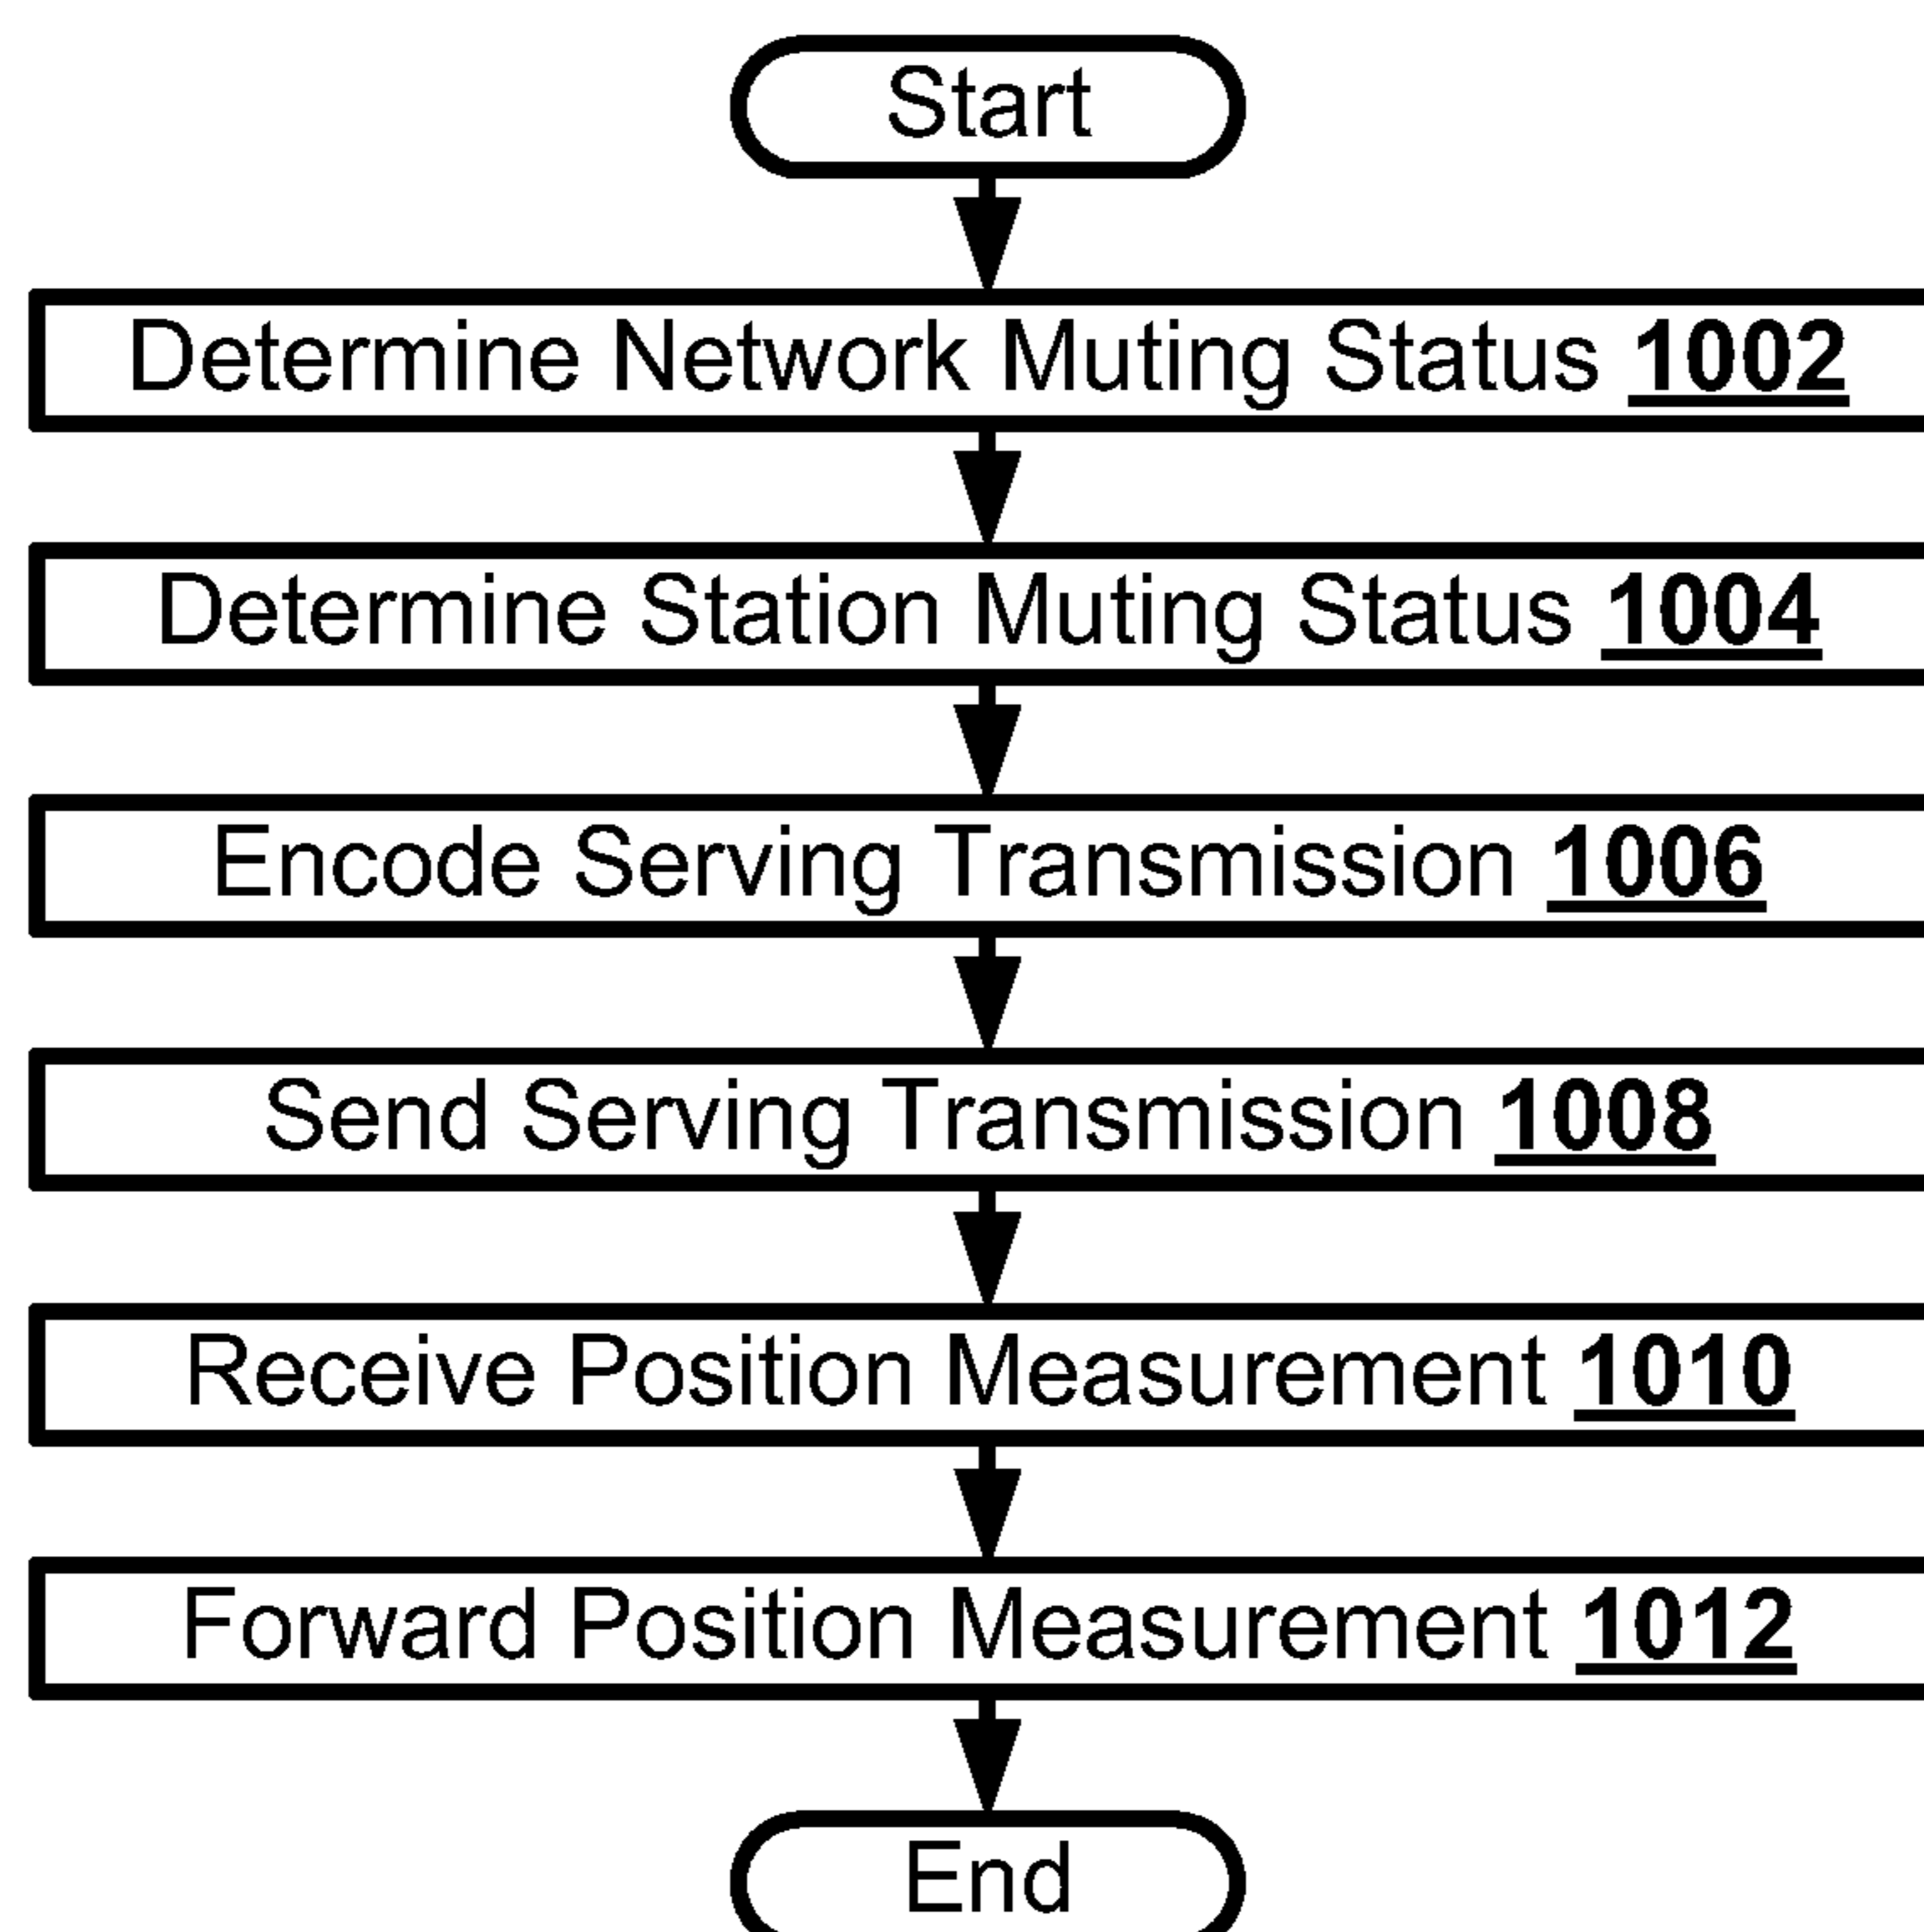 Start
Determine Network Muting Status 1002
Determine Station Muting Status 1004
Encode Serving Transmission 1006
Send Serving Transmission 1008
Receive Position Measurement 1010
Forward Position Measurement 1012
End